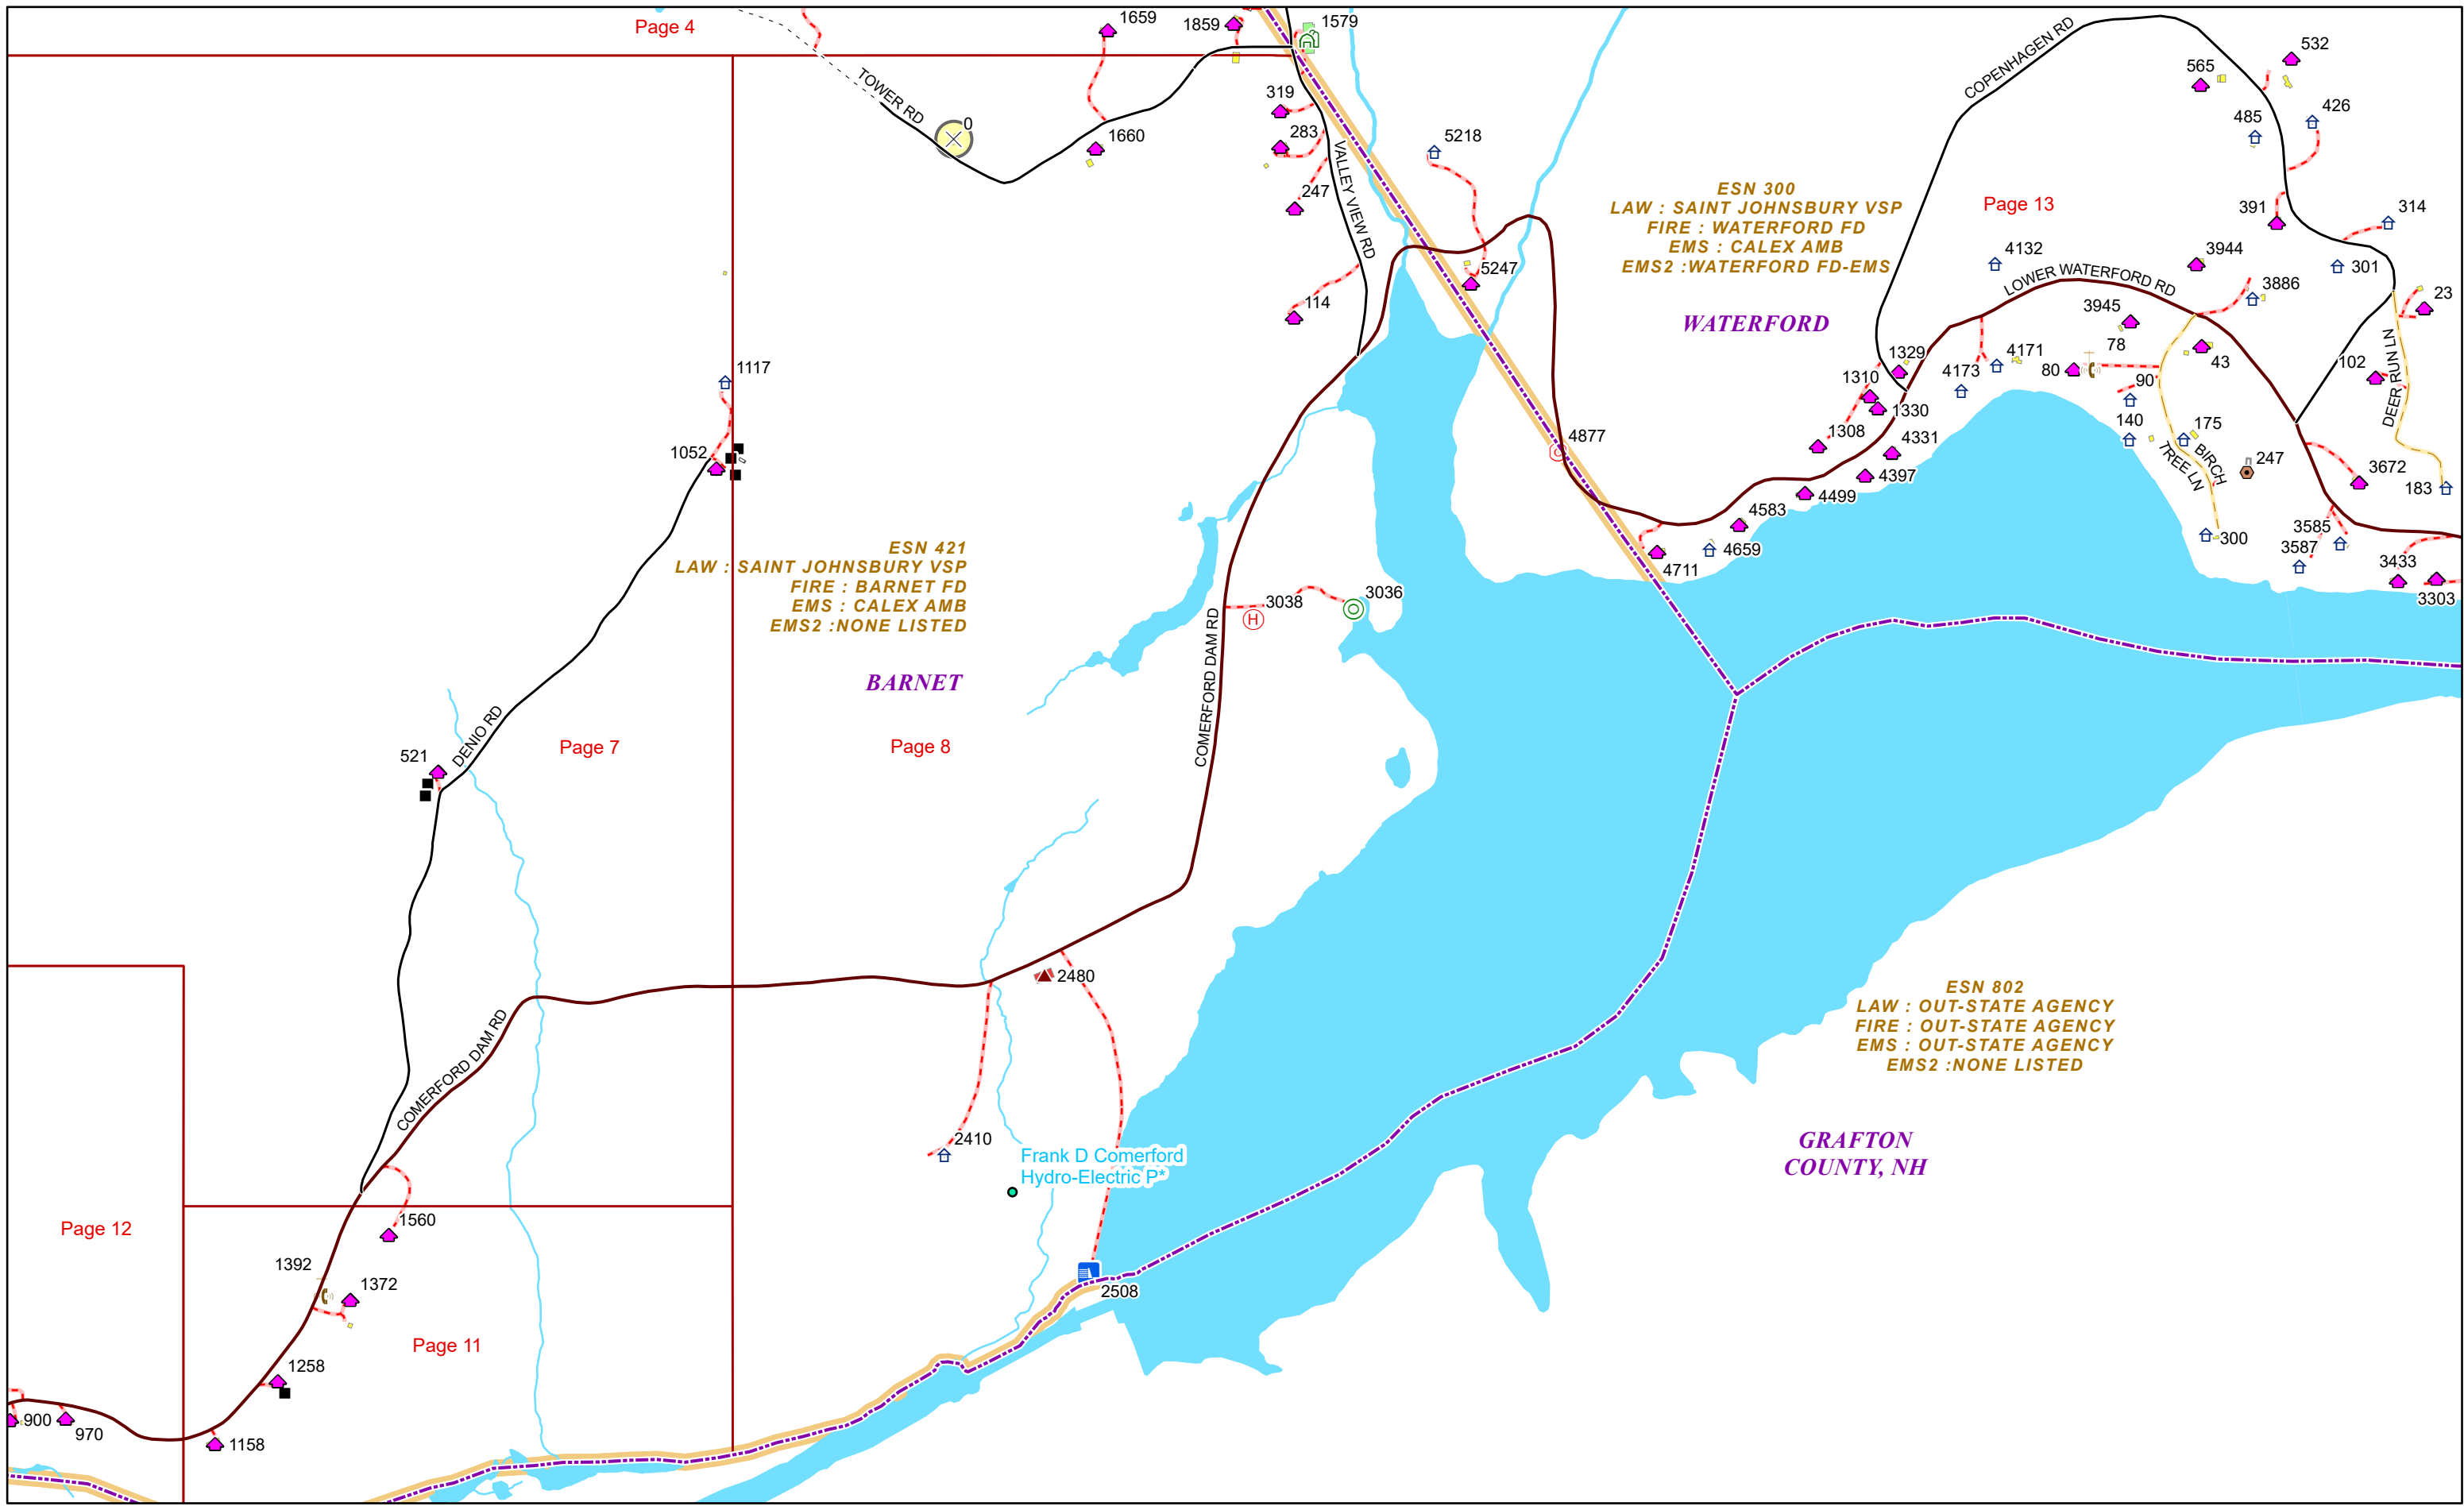 Page 4
1659
1859
1579
COPENHAGEN RD
532
565
TOWER RD
0
319
426
485
1660
283
5218
VALLEY VIEW RD
247
ESN 300
LAW : SAINT JOHNSBURY VSP
FIRE : WATERFORD FD
EMS : CALEX AMB
EMS2 :WATERFORD FD-EMS
Page 13
391
314
4132
3944
301
5247
LOWER WATERFORD RD
3886
23
114
3945
WATERFORD
DEER RUN LN
78
43
102
1117
1329
4171
4173
80
90
1310
1330
140
175
1308
4331
4877
1052
BIRCH
TREE LN
247
3672
4397
183
4499
4583
3585
300
3587
4659
4711
3433
3303
ESN 421
LAW : SAINT JOHNSBURY VSP
FIRE : BARNET FD
EMS : CALEX AMB
EMS2 :NONE LISTED
3038
3036
COMERFORD DAM RD
BARNET
DENIO RD
521
Page 7
Page 8
2480
ESN 802
LAW : OUT-STATE AGENCY
FIRE : OUT-STATE AGENCY
EMS : OUT-STATE AGENCY
EMS2 :NONE LISTED
COMERFORD DAM RD
2410
Frank D Comerford
Hydro-Electric P*
GRAFTON
COUNTY, NH
H
Page 12
1560
1392
1372
2508
Page 11
1258
900
970
1158